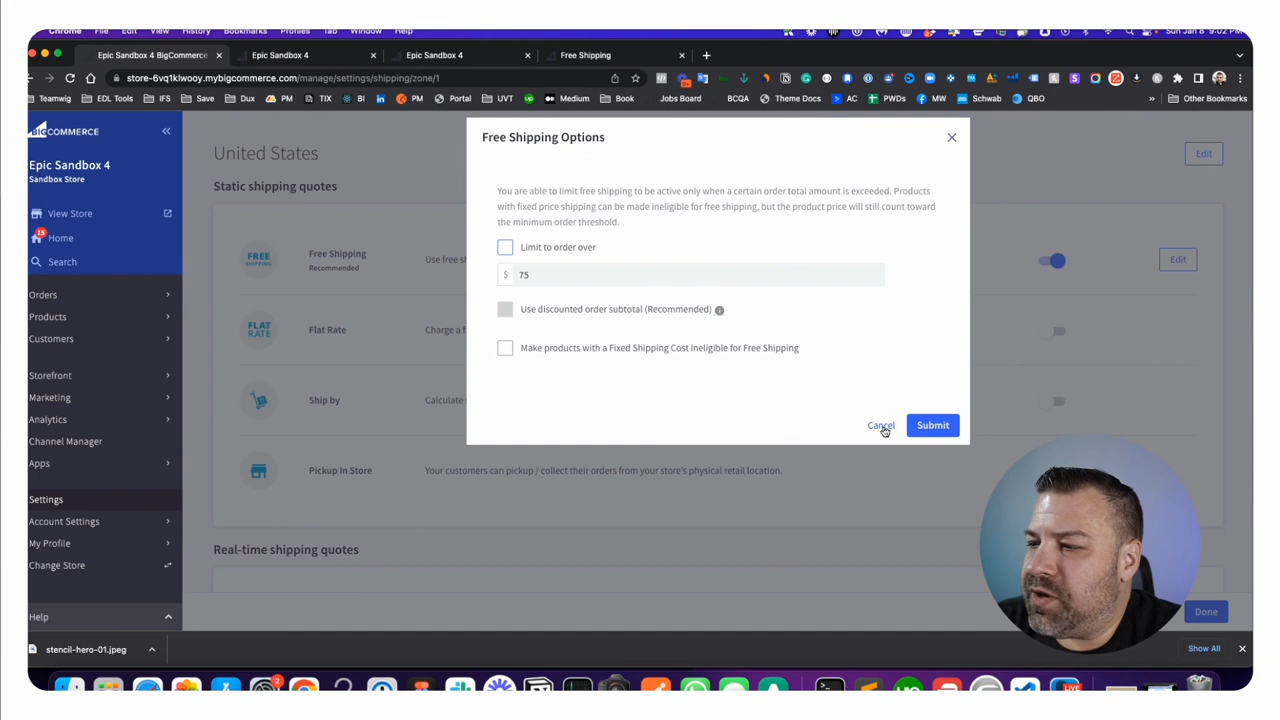 Chrome File Edit View History Bookmarks Profiles Tab Window Help
Sun Jan 8 9:02 PM
Epic Sandbox 4 BigCommerce
Epic Sandbox 4
Epic Sandbox 4
Free Shipping
store-6vq1klwooy.mybigcommerce.com/manage/settings/shipping/zone/1
Teamwig EDL Tools IFS Save Dux PM TIX BI PM Portal UVT Medium Book Jobs Board BCQA Theme Docs AC PWDs MW Schwab QBO » Other Bookmarks
BIGCOMMERCE
Epic Sandbox 4
Sandbox Store
View Store
15
Home
Search
Orders
Products
Customers
Storefront
Marketing
Analytics
Channel Manager
Apps
Settings
Account Settings
My Profile
Change Store
Help
United States
Edit
Static shipping quotes
FREE SHIPPING
Free Shipping
Recommended
Use free s
Edit
FLAT RATE
Flat Rate
Charge a f
Ship by
Calculate
Pickup In Store
Your customers can pickup / collect their orders from your store's physical retail location.
Real-time shipping quotes
Done
Free Shipping Options
You are able to limit free shipping to be active only when a certain order total amount is exceeded. Products
with fixed price shipping can be made ineligible for free shipping, but the product price will still count toward
the minimum order threshold.
Limit to order over
$ 75
Use discounted order subtotal (Recommended)
Make products with a Fixed Shipping Cost ineligible for Free Shipping
Cancel
Submit
stencil-hero-01.jpeg
Show All
2
LIVE